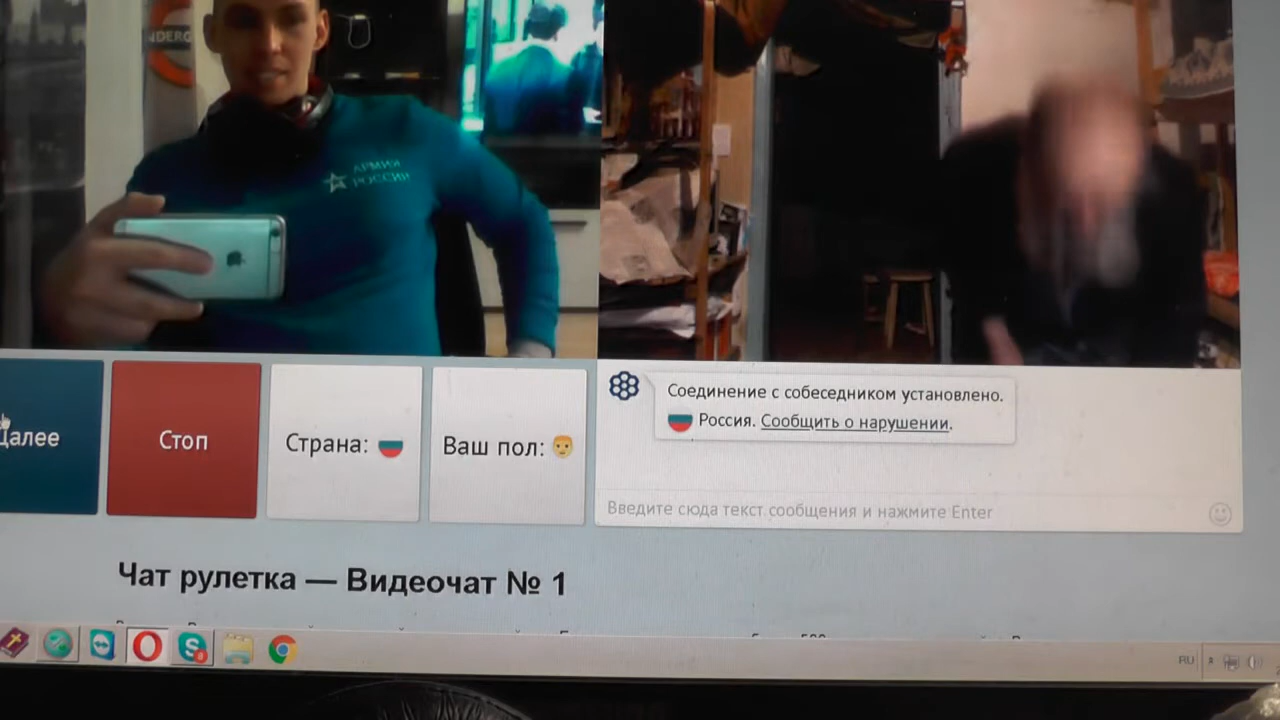 NDERG
АРМИЯ
РОССИИ
Далее
Стоп
Страна:
Ваш пол:
Соединение с собеседником установлено.
Россия. Сообщить о нарушении.
Введите сюда текст сообщения и нажмите Enter
Чат рулетка — Видеочат № 1
RU